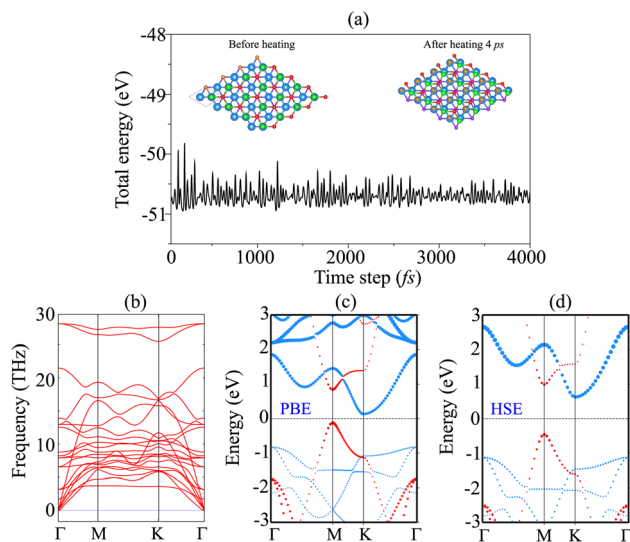 (a)
-48
Before heating
After heating 4 ps
-49
-50
-51
Total energy (eV)
0
1000
2000
3000
4000
Time step (fs)
(b)
30
20
10
0
Frequency (THz)
Γ
M
K
Γ
(c)
3
2
1
0
-1
-2
-3
Energy (eV)
PBE
Γ
M
K
Γ
(d)
3
2
1
0
-1
-2
-3
Energy (eV)
HSE
Γ
M
K
Γ